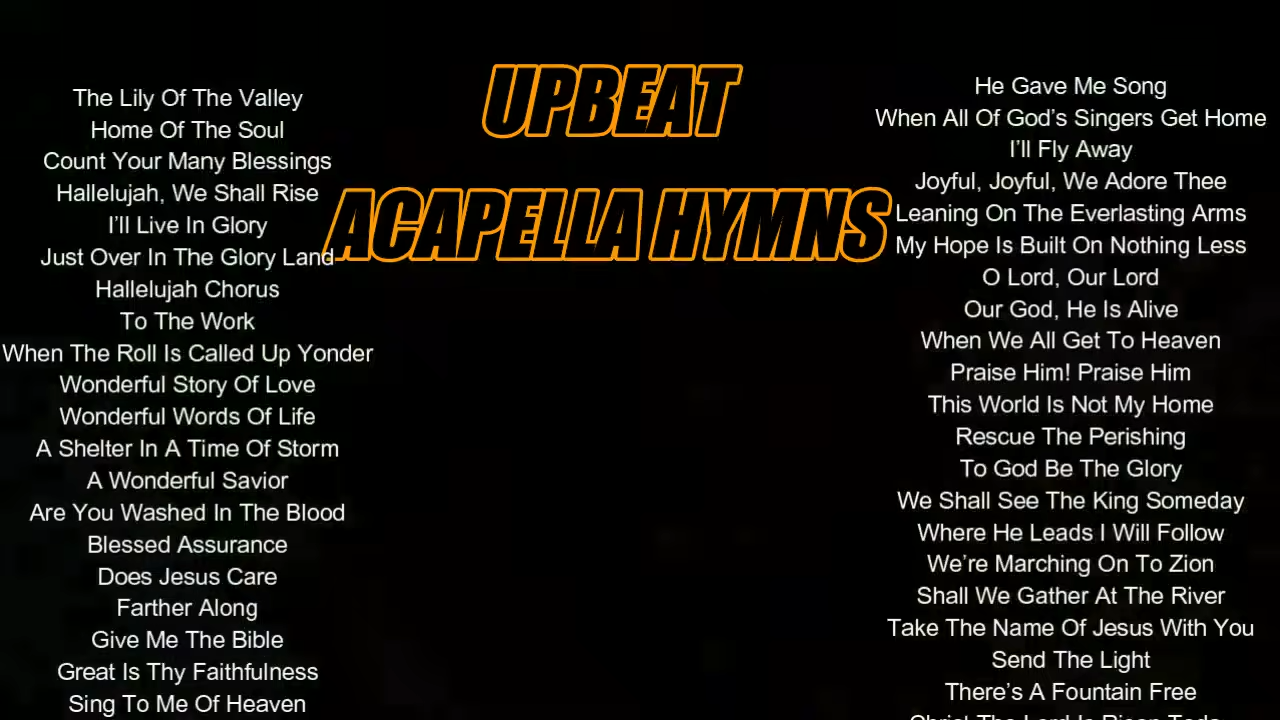 UPBEAT
ACAPELLA HYMNS
The Lily Of The Valley
Home Of The Soul
Count Your Many Blessings
Hallelujah, We Shall Rise
I’ll Live In Glory
Just Over In The Glory Land
Hallelujah Chorus
To The Work
When The Roll Is Called Up Yonder
Wonderful Story Of Love
Wonderful Words Of Life
A Shelter In A Time Of Storm
A Wonderful Savior
Are You Washed In The Blood
Blessed Assurance
Does Jesus Care
Farther Along
Give Me The Bible
Great Is Thy Faithfulness
Sing To Me Of Heaven
He Gave Me Song
When All Of God’s Singers Get Home
I’ll Fly Away
Joyful, Joyful, We Adore Thee
Leaning On The Everlasting Arms
My Hope Is Built On Nothing Less
O Lord, Our Lord
Our God, He Is Alive
When We All Get To Heaven
Praise Him! Praise Him
This World Is Not My Home
Rescue The Perishing
To God Be The Glory
We Shall See The King Someday
Where He Leads I Will Follow
We’re Marching On To Zion
Shall We Gather At The River
Take The Name Of Jesus With You
Send The Light
There’s A Fountain Free
Christ The Lord Is Risen